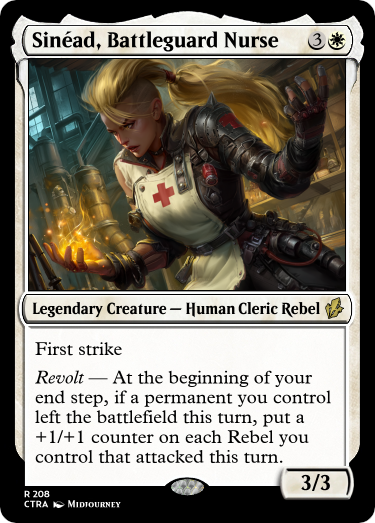 Sinéad, Battleguard Nurse 3
Legendary Creature — Human Cleric Rebel
First strike
Revolt — At the beginning of your
end step, if a permanent you control
left the battlefield this turn, put a
+1/+1 counter on each Rebel you
control that attacked this turn.
3/3
R 208
CTRA Midjourney